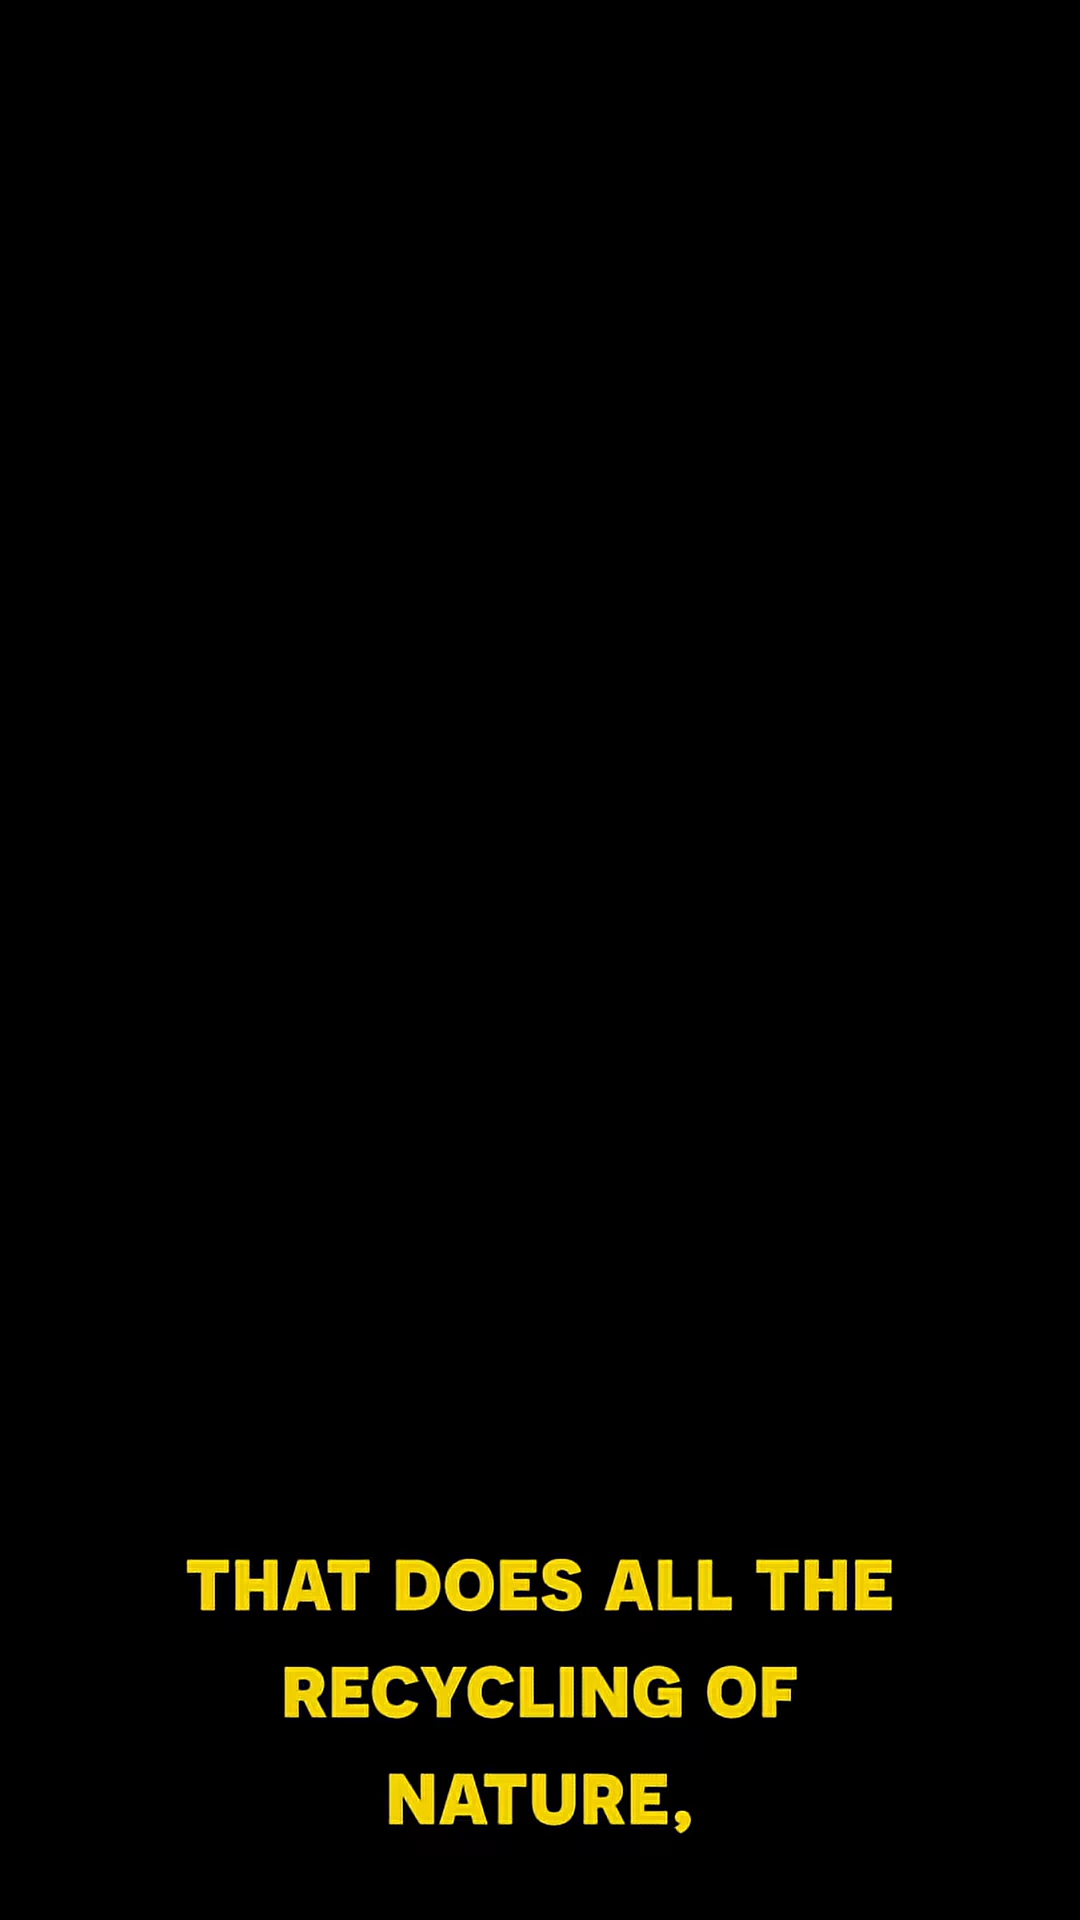 THAT DOES ALL THE
RECYCLING OF
NATURE,